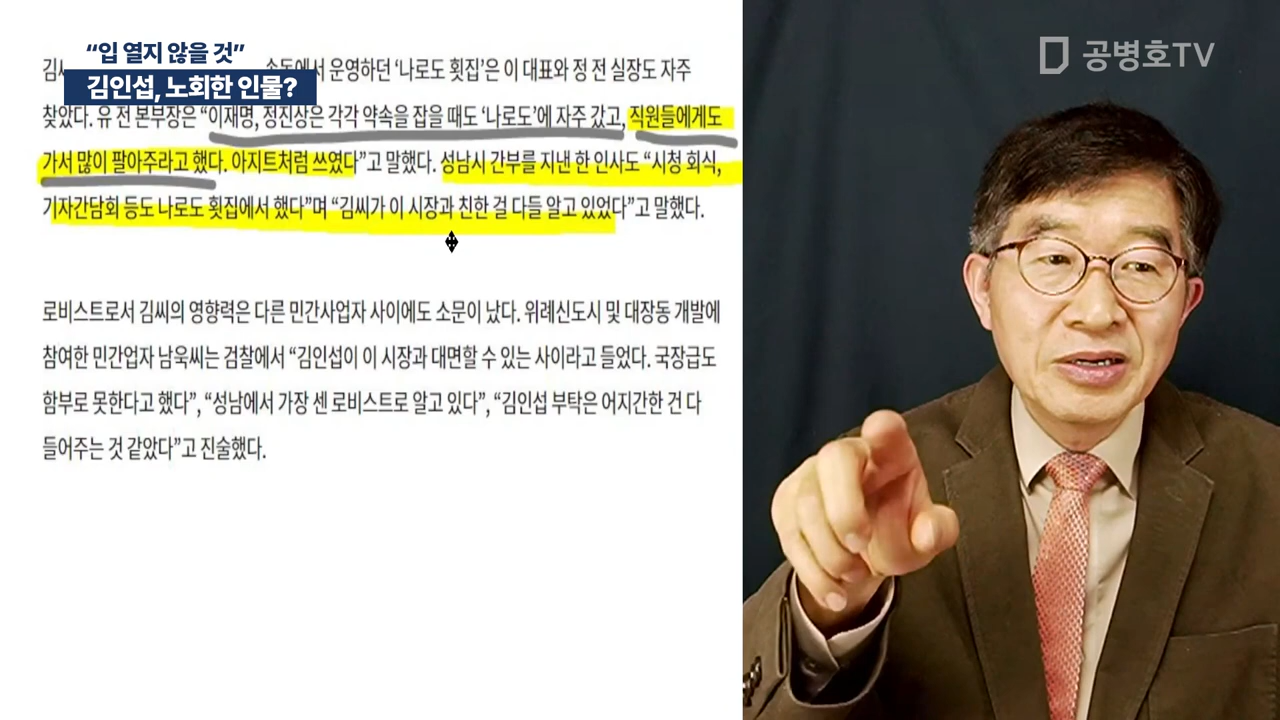 “입 열지 않을 것”
김인섭, 노회한 인물?
공병호TV
에서 운영하던 ‘나로도 횟집’은 이 대표와 정 전 실장도 자주
찾았다. 유 전 본부장은 “이재명, 정진상은 각각 약속을 잡을 때도 ‘나로도’에 자주 갔고, 직원들에게도
가서 많이 팔아주라고 했다. 아지트처럼 쓰였다”고 말했다. 성남시 간부를 지낸 한 인사도 “시청 회식,
기자간담회 등도 나로도 횟집에서 했다”며 “김씨가 이 시장과 친한 걸 다들 알고 있었다”고 말했다.
로비스트로서 김씨의 영향력은 다른 민간사업자 사이에도 소문이 났다. 위례신도시 및 대장동 개발에
참여한 민간업자 남욱씨는 검찰에서 “김인섭이 이 시장과 대면할 수 있는 사이라고 들었다. 국장급도
함부로 못한다고 했다”, “성남에서 가장 센 로비스트로 알고 있다”, “김인섭 부탁은 어지간한 건 다
들어주는 것 같았다”고 진술했다.